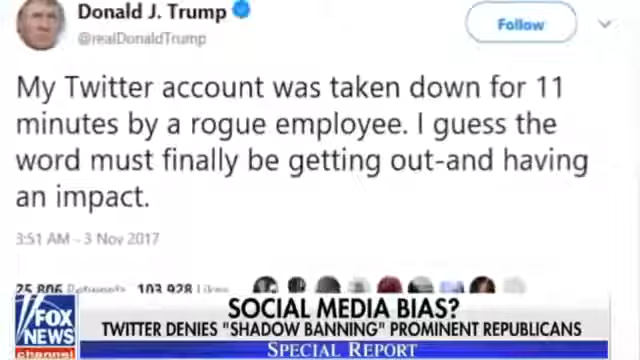 Donald J. Trump
@realDonaldTrump
Follow
My Twitter account was taken down for 11
minutes by a rogue employee. I guess the
word must finally be getting out-and having
an impact.
3:51 AM - 3 Nov 2017
25,806 Retweets 103,928 Likes
SOCIAL MEDIA BIAS?
TWITTER DENIES "SHADOW BANNING" PROMINENT REPUBLICANS
SPECIAL REPORT
FOX
NEWS
channel